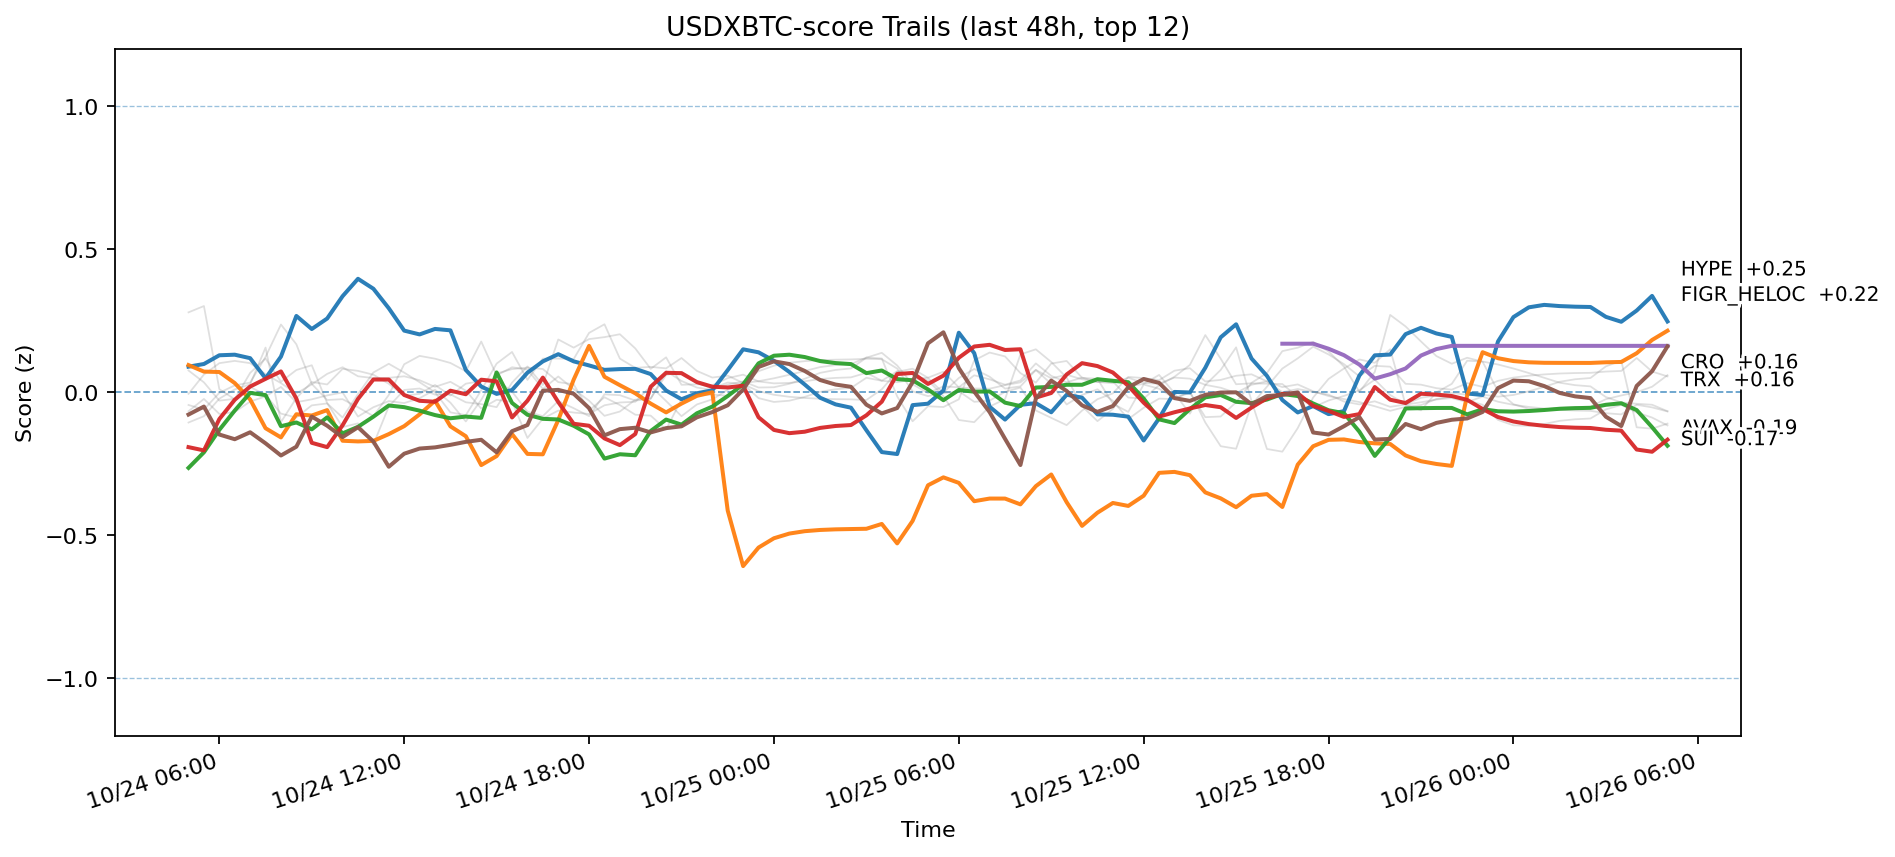 USDXBTC-score Trails (last 48h, top 12)
Score (z)
1.0
0.5
0.0
−0.5
−1.0
HYPE +0.25
FIGR_HELOC +0.22
CRO +0.16
TRX +0.16
AVAX -0.19
SUI -0.17
10/24 06:00
10/24 12:00
10/24 18:00
10/25 00:00
10/25 06:00
10/25 12:00
10/25 18:00
10/26 00:00
10/26 06:00
Time